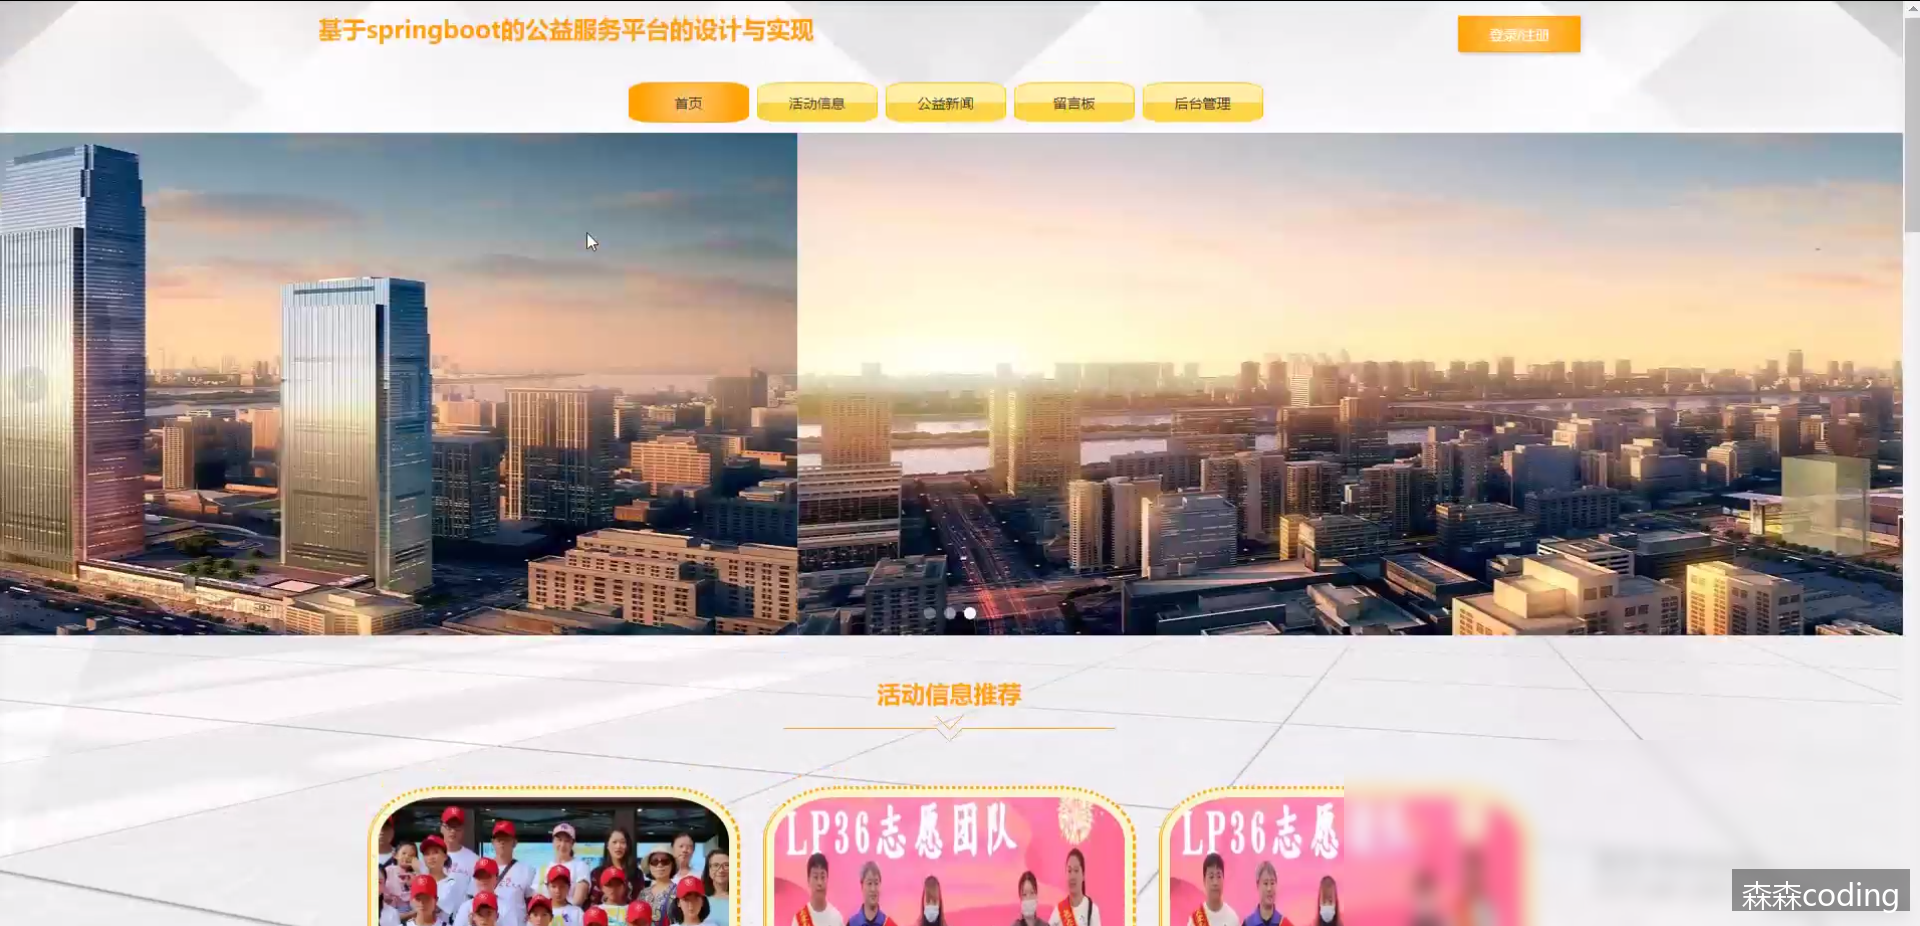 基于springboot的公益服务平台的设计与实现
登录/注册
首页
活动信息
公益新闻
留言板
后台管理
活动信息推荐
LP36志愿团队
LP36志愿
森森coding